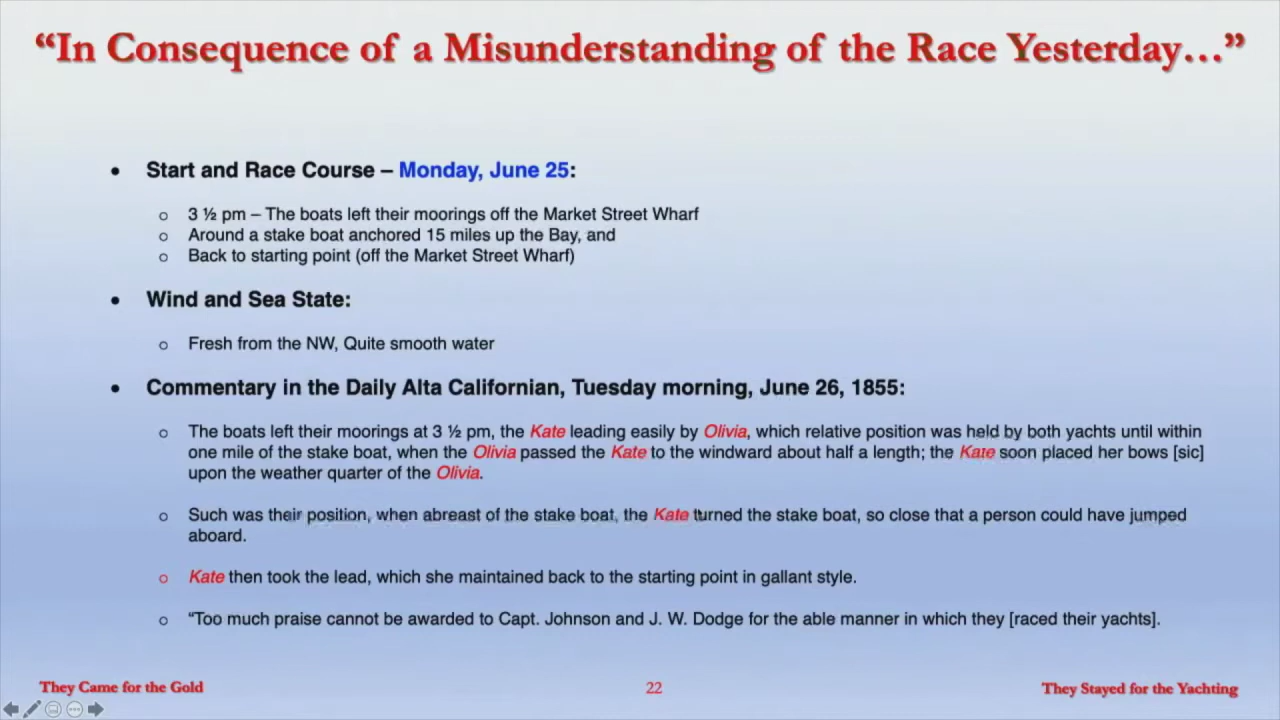 “In Consequence of a Misunderstanding of the Race Yesterday…”
• Start and Race Course – Monday, June 25:
o 3 ½ pm – The boats left their moorings off the Market Street Wharf
o Around a stake boat anchored 15 miles up the Bay, and
o Back to starting point (off the Market Street Wharf)
• Wind and Sea State:
o Fresh from the NW, Quite smooth water
• Commentary in the Daily Alta Californian, Tuesday morning, June 26, 1855:
o The boats left their moorings at 3 ½ pm, the Kate leading easily by Olivia, which relative position was held by both yachts until within
one mile of the stake boat, when the Olivia passed the Kate to the windward about half a length; the Kate soon placed her bows [sic]
upon the weather quarter of the Olivia.
o Such was their position, when abreast of the stake boat, the Kate turned the stake boat, so close that a person could have jumped
aboard.
o Kate then took the lead, which she maintained back to the starting point in gallant style.
o “Too much praise cannot be awarded to Capt. Johnson and J. W. Dodge for the able manner in which they [raced their yachts].
They Came for the Gold
22
They Stayed for the Yachting